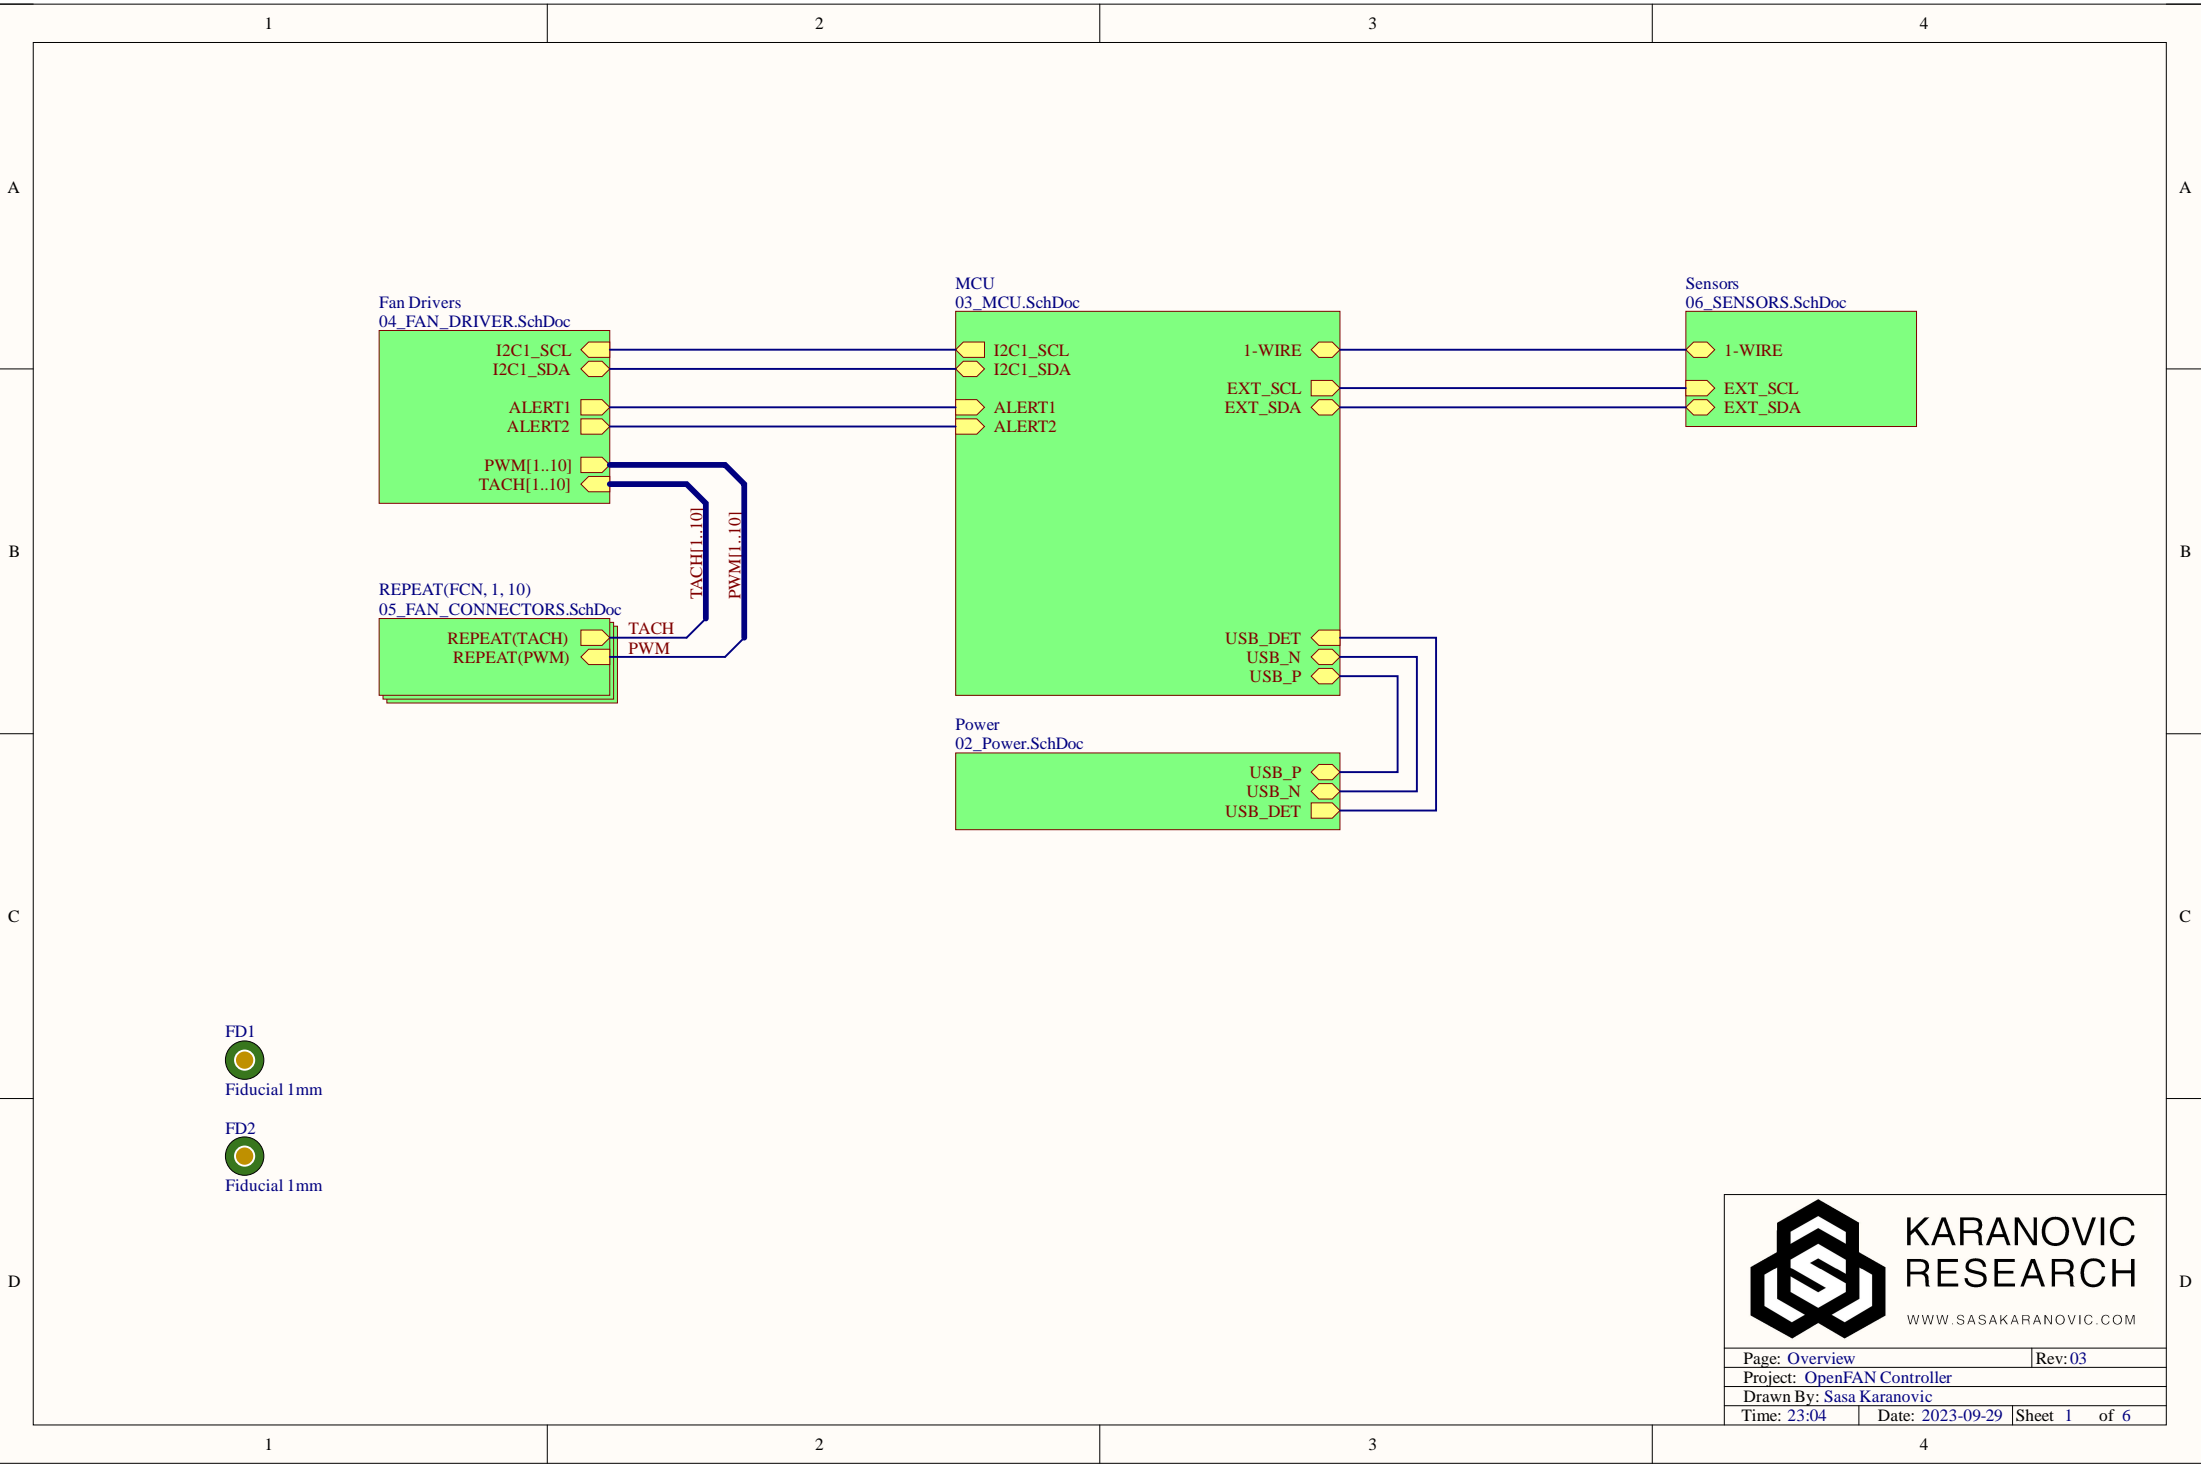 1 2 3 4
A A
B B
C C
D D
Fan Drivers
04_FAN_DRIVER.SchDoc
I2C1_SCL
I2C1_SDA
ALERT1
ALERT2
PWM[1..10]
TACH[1..10]
TACH[1..10]
PWM[1..10]
REPEAT(FCN, 1, 10)
05_FAN_CONNECTORS.SchDoc
REPEAT(TACH)
REPEAT(PWM)
TACH
PWM
MCU
03_MCU.SchDoc
I2C1_SCL
I2C1_SDA
ALERT1
ALERT2
1-WIRE
EXT_SCL
EXT_SDA
USB_DET
USB_N
USB_P
Power
02_Power.SchDoc
USB_P
USB_N
USB_DET
Sensors
06_SENSORS.SchDoc
1-WIRE
EXT_SCL
EXT_SDA
FD1
Fiducial 1mm
FD2
Fiducial 1mm
KARANOVIC
RESEARCH
WWW.SASAKARANOVIC.COM
Page: Overview Rev: 03
Project: OpenFAN Controller
Drawn By: Sasa Karanovic
Time: 23:04 Date: 2023-09-29 Sheet 1 of 6
1 2 3 4